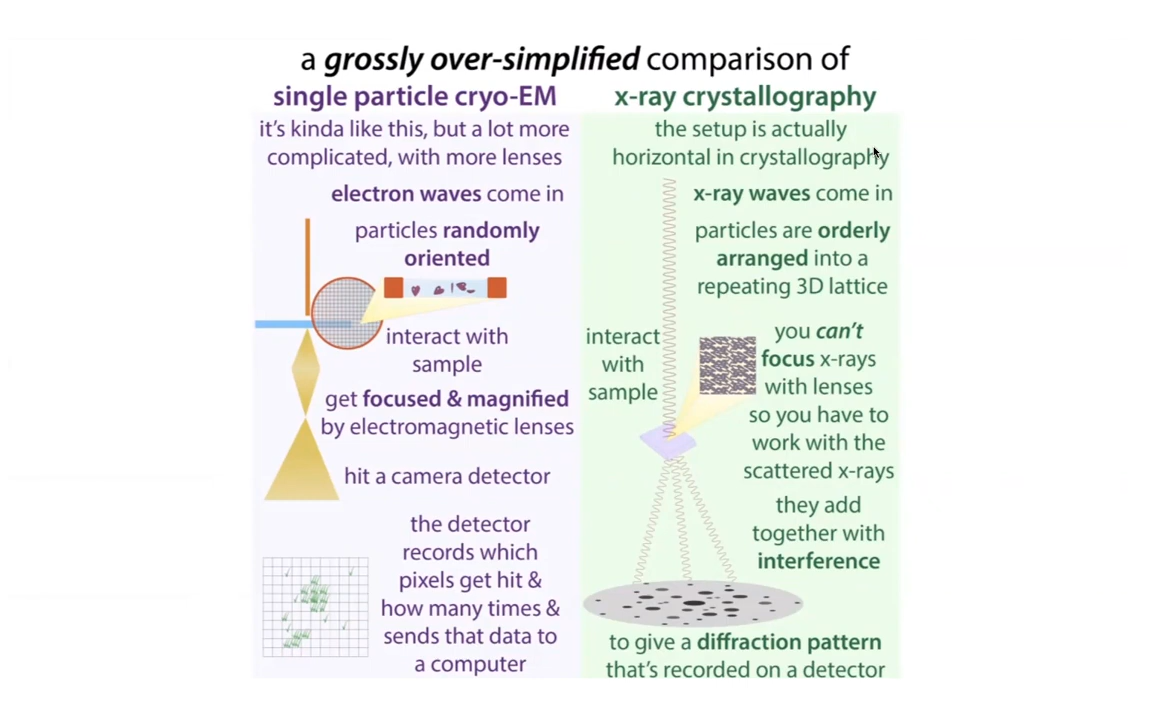 a grossly over-simplified comparison of
single particle cryo-EM
it's kinda like this, but a lot more
complicated, with more lenses
electron waves come in
particles randomly
oriented
interact with
sample
get focused & magnified
by electromagnetic lenses
hit a camera detector
the detector
records which
pixels get hit &
how many times &
sends that data to
a computer
x-ray crystallography
the setup is actually
horizontal in crystallography
x-ray waves come in
particles are orderly
arranged into a
repeating 3D lattice
interact
with
sample
you can't
focus x-rays
with lenses
so you have to
work with the
scattered x-rays
they add
together with
interference
to give a diffraction pattern
that's recorded on a detector